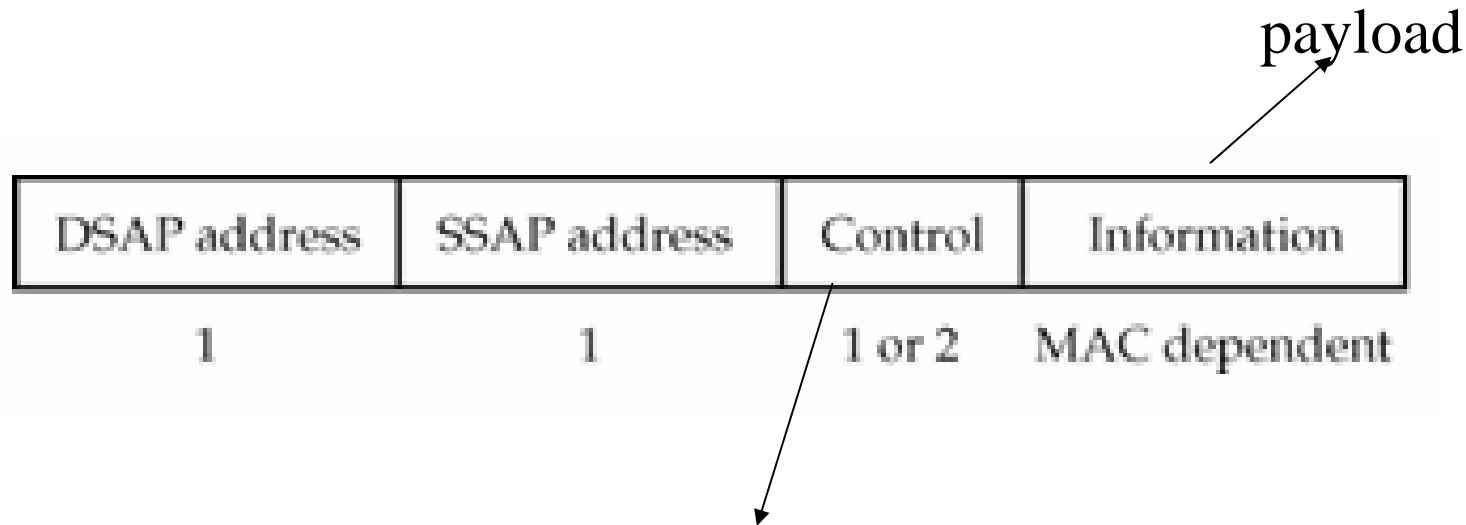 payload
DSAP address SSAP address Control Information
1 1 1 or 2 MAC dependent